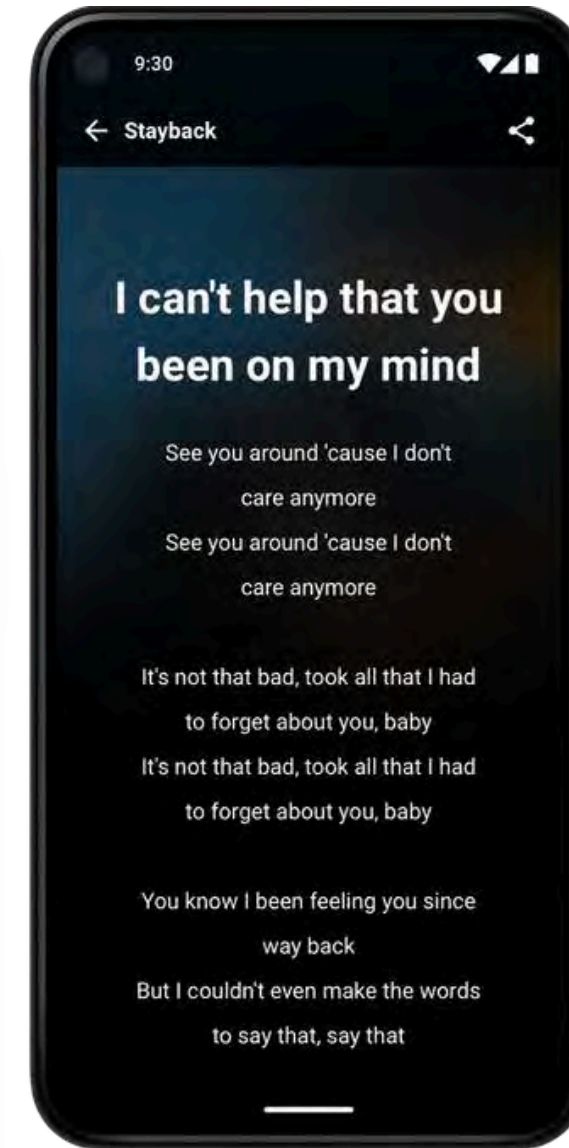 9:30
Stayback
I can't help that you
been on my mind
See you around 'cause I don't
care anymore
See you around 'cause I don't
care anymore
It's not that bad, took all that I had
to forget about you, baby
It's not that bad, took all that I had
to forget about you, baby
You know I been feeling you since
way back
But I couldn't even make the words
to say that, say that